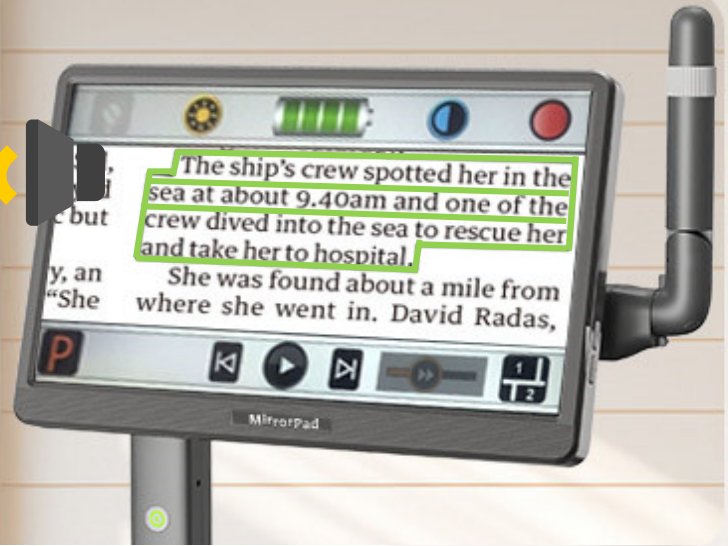 The ship's crew spotted her in the
sea at about 9.40am and one of the
crew dived into the sea to rescue her
and take her to hospital.
She was found about a mile from
where she went in. David Radas,
but
y, an
"She
P
1
2
MirrorPad